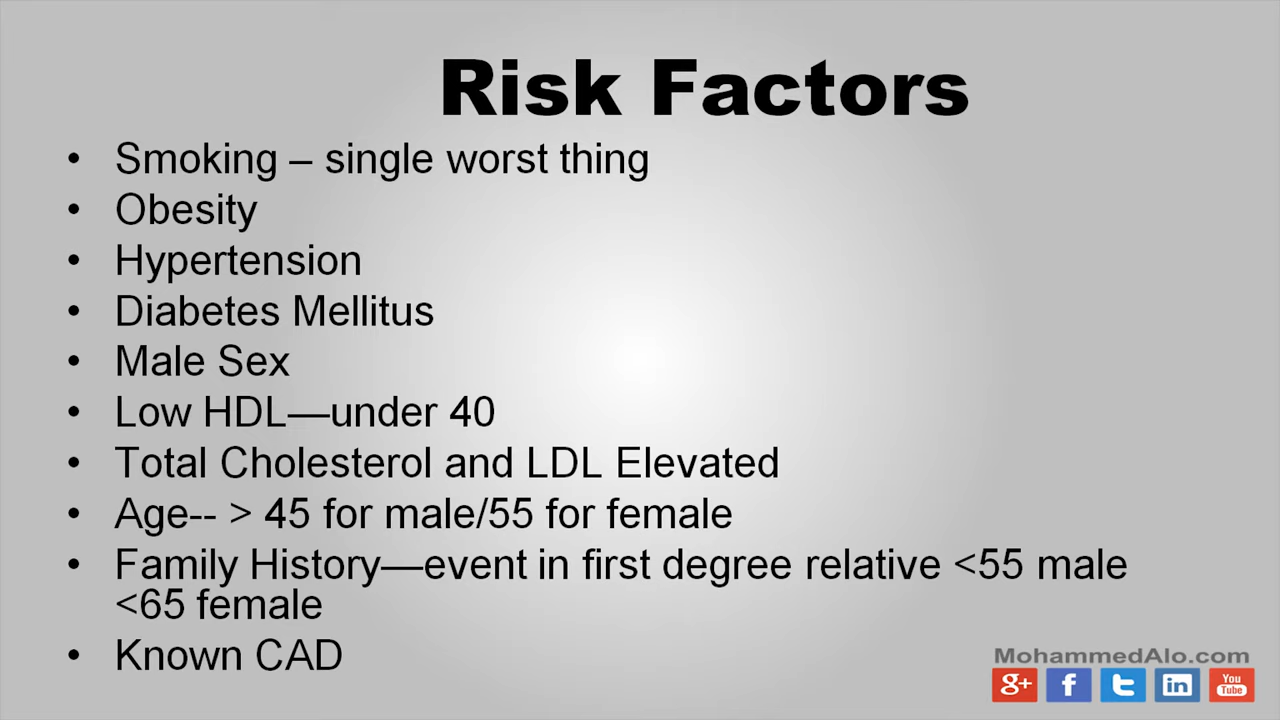 Risk Factors
• Smoking – single worst thing
• Obesity
• Hypertension
• Diabetes Mellitus
• Male Sex
• Low HDL—under 40
• Total Cholesterol and LDL Elevated
• Age-- > 45 for male/55 for female
• Family History—event in first degree relative <55 male
<65 female
• Known CAD
MohammedAlo.com
g+ f t in You Tube